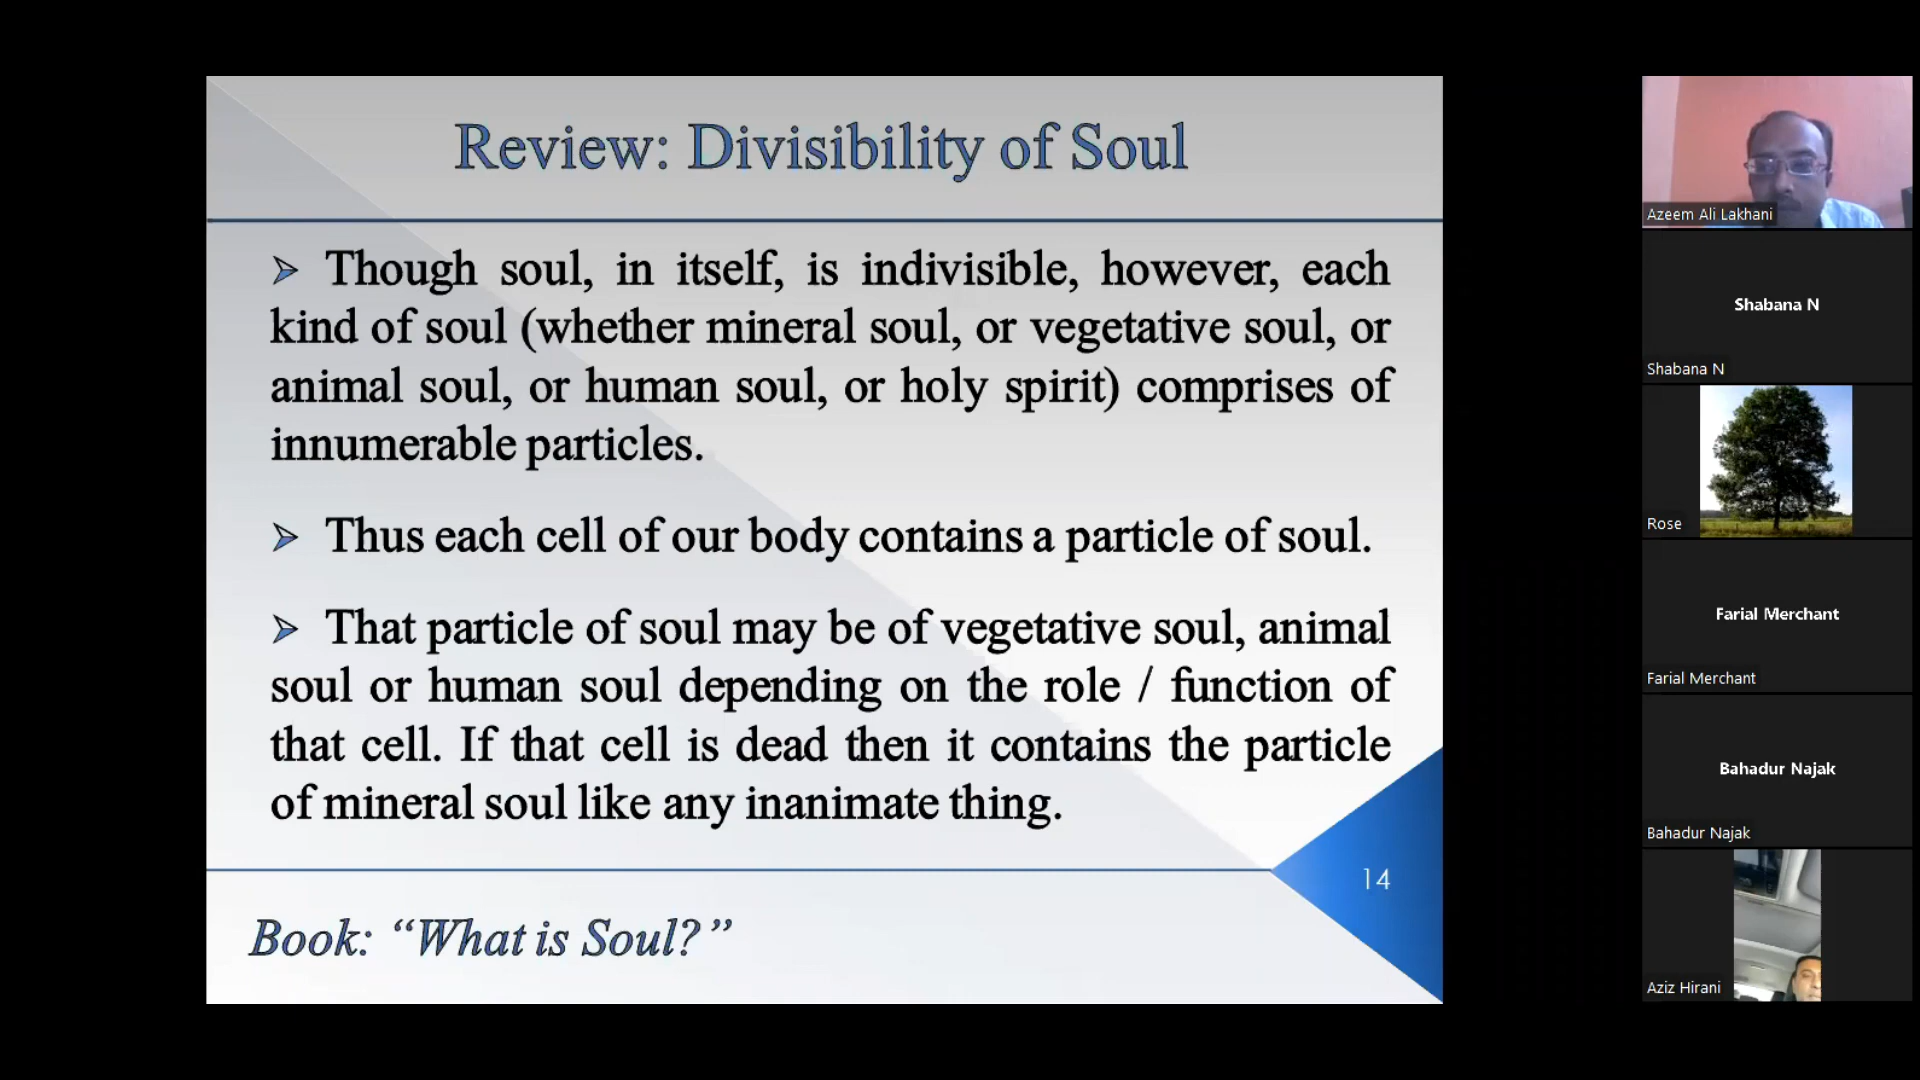 Review: Divisibility of Soul
Though soul, in itself, is indivisible, however, each
kind of soul (whether mineral soul, or vegetative soul, or
animal soul, or human soul, or holy spirit) comprises of
innumerable particles.
Thus each cell of our body contains a particle of soul.
That particle of soul may be of vegetative soul, animal
soul or human soul depending on the role / function of
that cell. If that cell is dead then it contains the particle
of mineral soul like any inanimate thing.
14
Book: “What is Soul?”
Azeem Ali Lakhani
Shabana N
Shabana N
Rose
Farial Merchant
Farial Merchant
Bahadur Najak
Bahadur Najak
Aziz Hirani